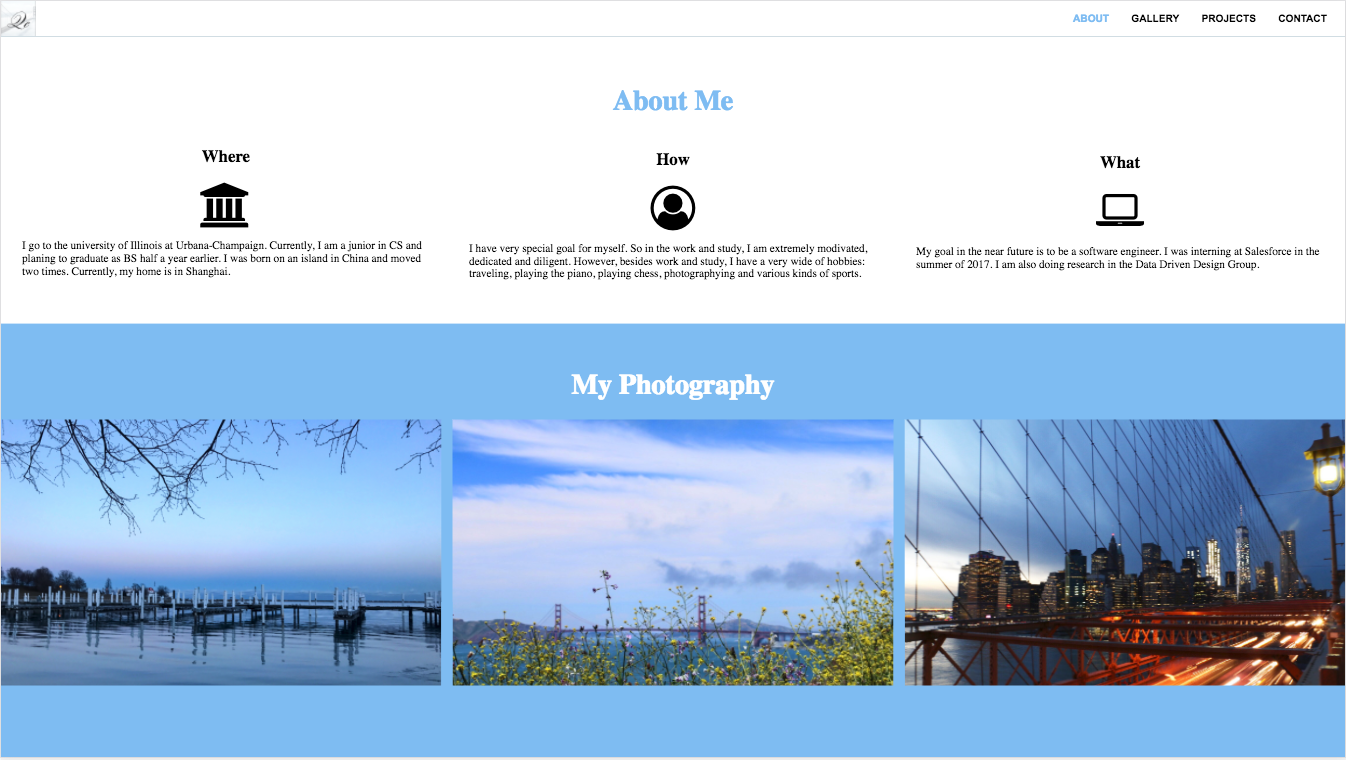 ABOUT GALLERY PROJECTS CONTACT
About Me
Where
I go to the university of Illinois at Urbana-Champaign. Currently, I am a junior in CS and
planing to graduate as BS half a year earlier. I was born on an island in China and moved
two times. Currently, my home is in Shanghai.
How
I have very special goal for myself. So in the work and study, I am extremely modivated,
dedicated and diligent. However, besides work and study, I have a very wide of hobbies:
traveling, playing the piano, playing chess, photographying and various kinds of sports.
What
My goal in the near future is to be a software engineer. I was interning at Salesforce in the
summer of 2017. I am also doing research in the Data Driven Design Group.
My Photography